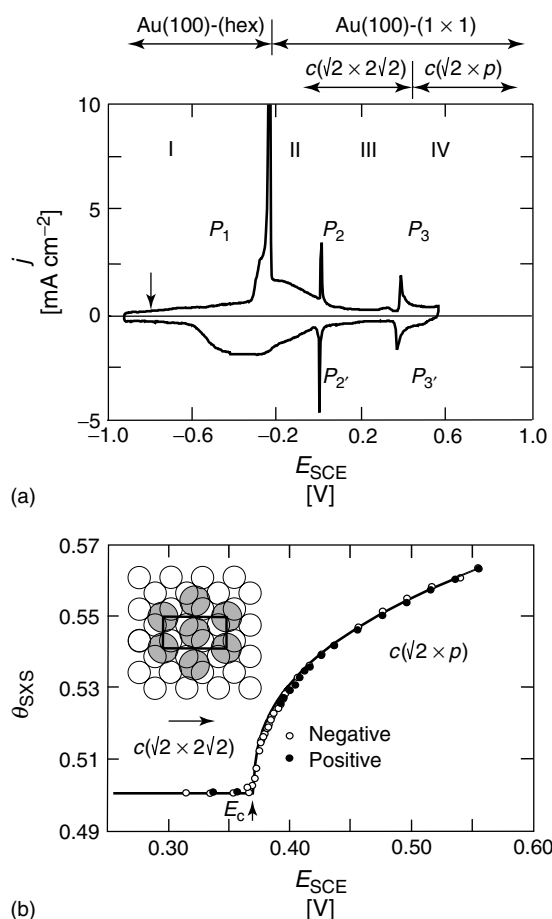 Au(100)-(hex) Au(100)-(1 × 1)
c(√2 × 2√2) c(√2 × p)
10
I II III IV
5
P1 P2 P3
j
[mA cm−2]
0
P2′ P3′
−5
−1.0 −0.6 −0.2 0.2 0.6 1.0
ESCE
[V]
(a)
0.57
0.55
c(√2 × p)
θSXS
0.53
c(√2 × 2√2)
Negative
Positive
0.51
Ec
0.49
0.30 0.40 0.50 0.60
ESCE
[V]
(b)